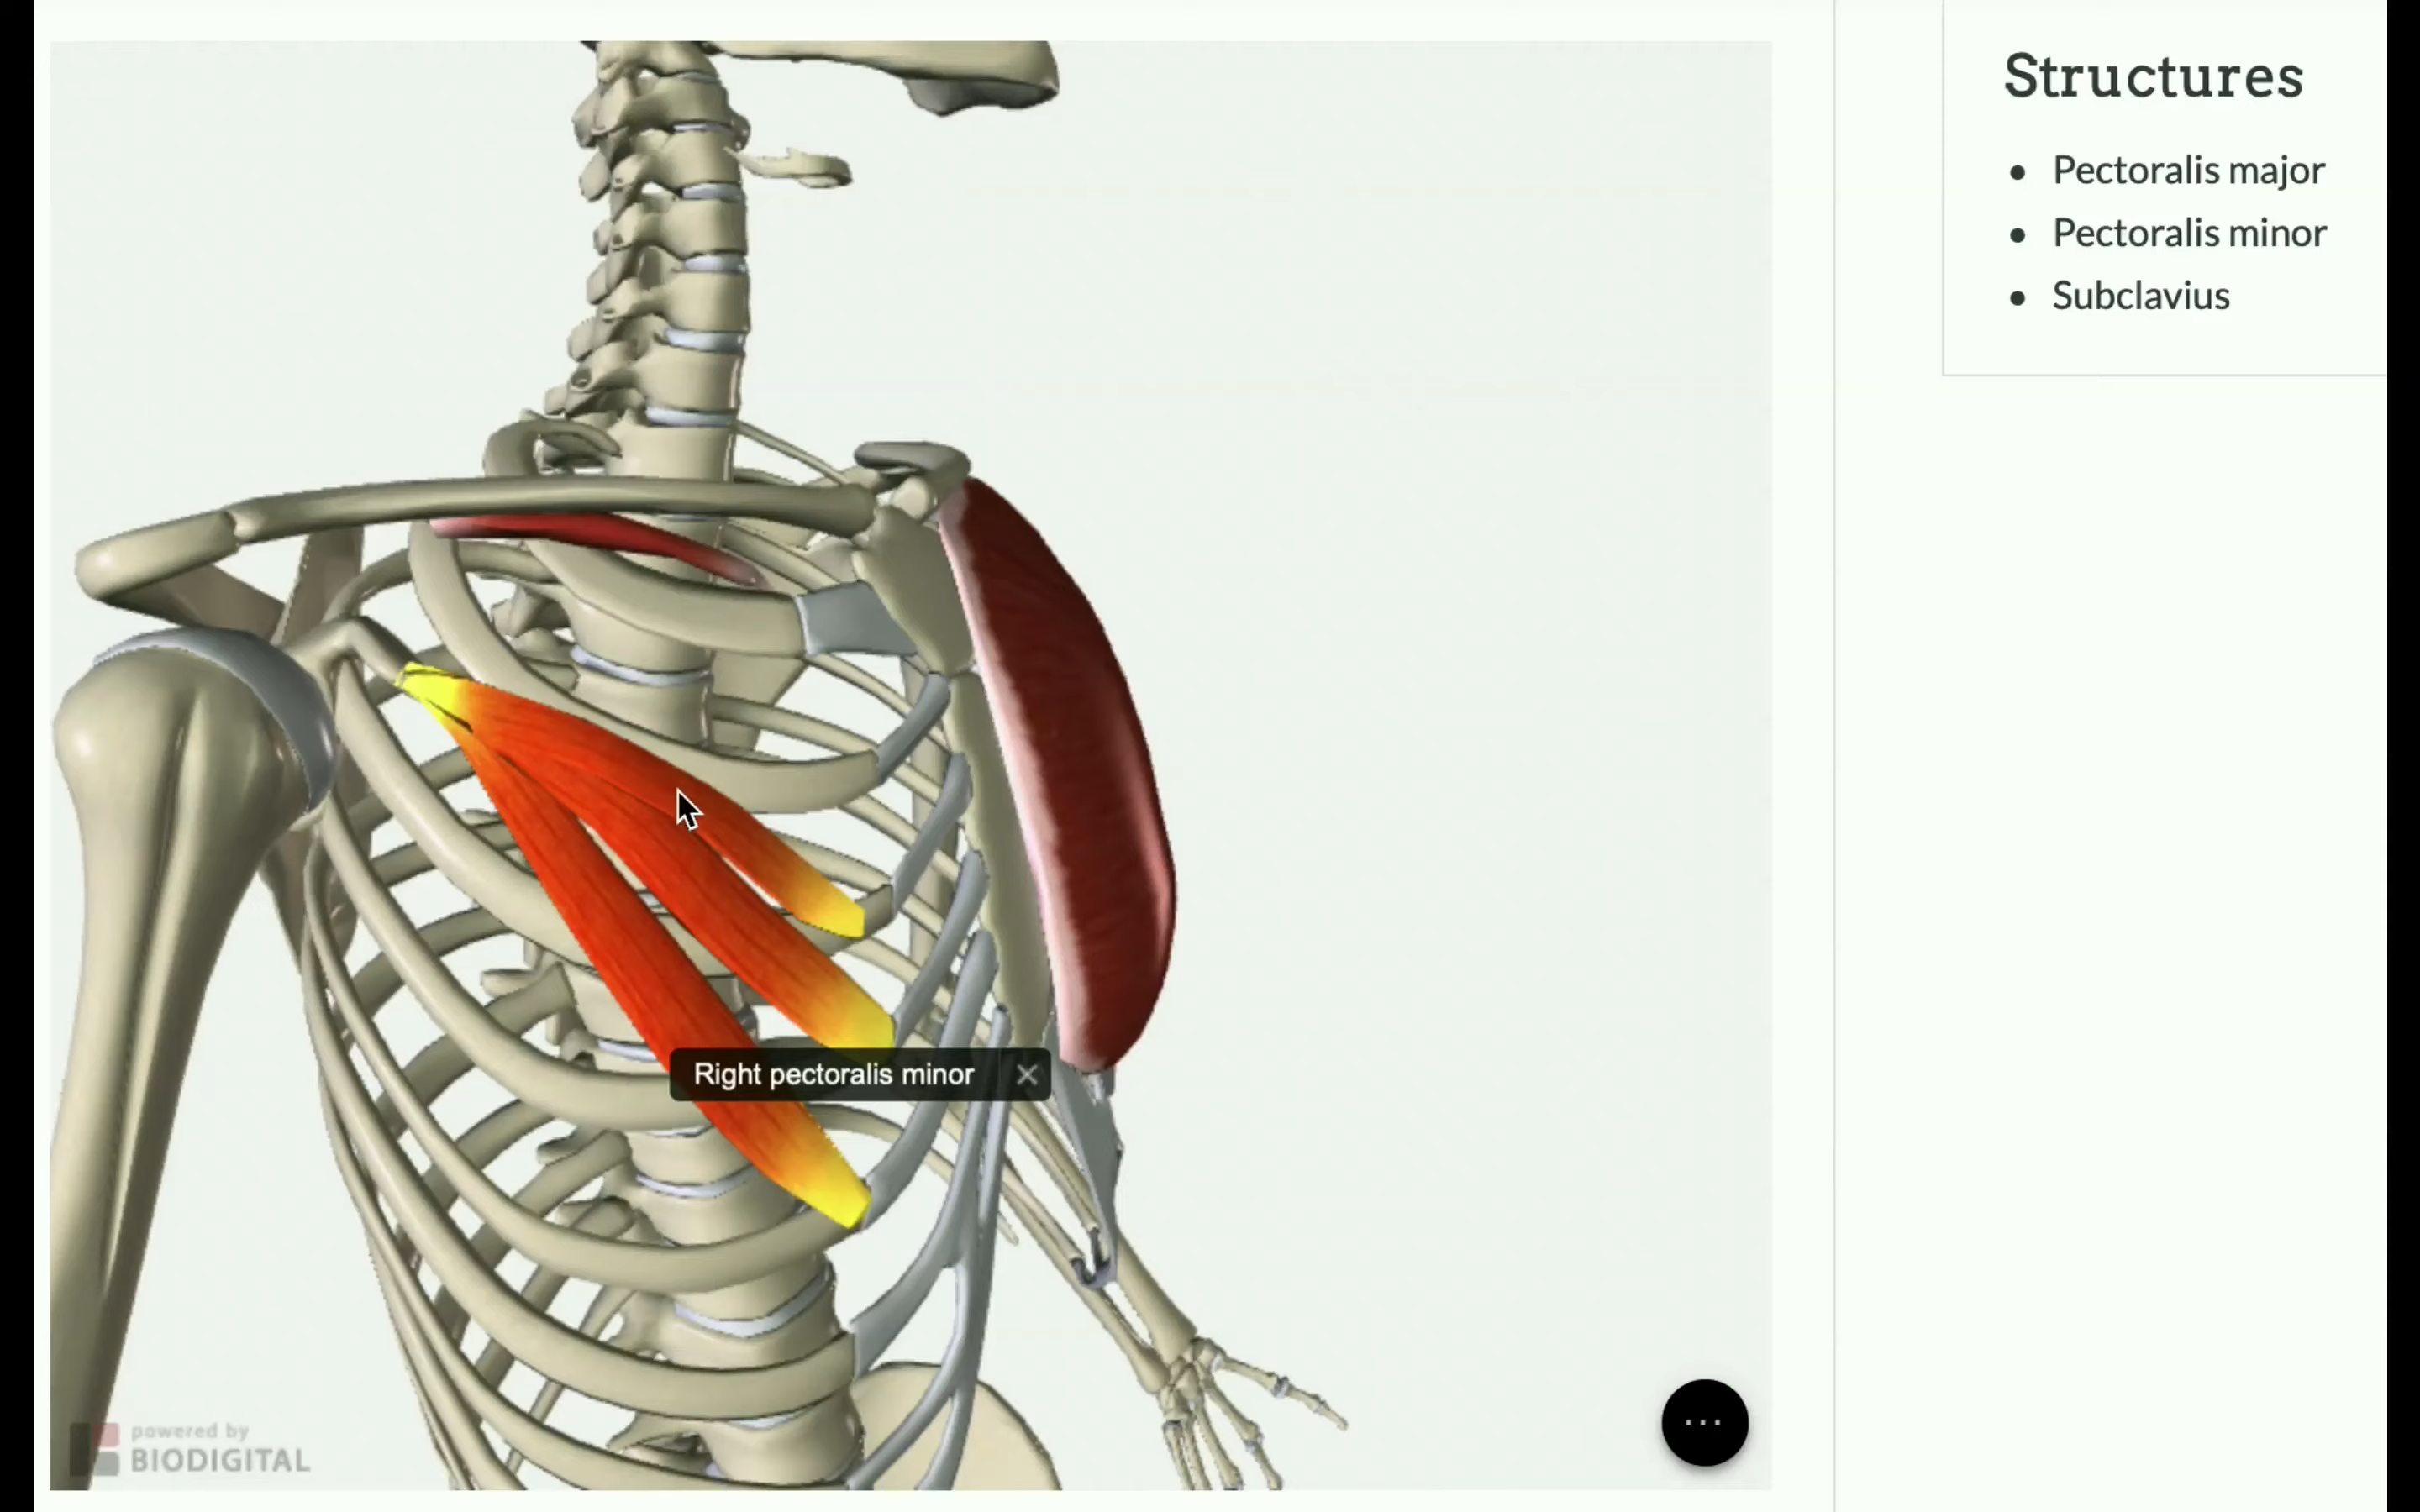 Structures
• Pectoralis major
• Pectoralis minor
• Subclavius
Right pectoralis minor
powered by
BIODIGITAL